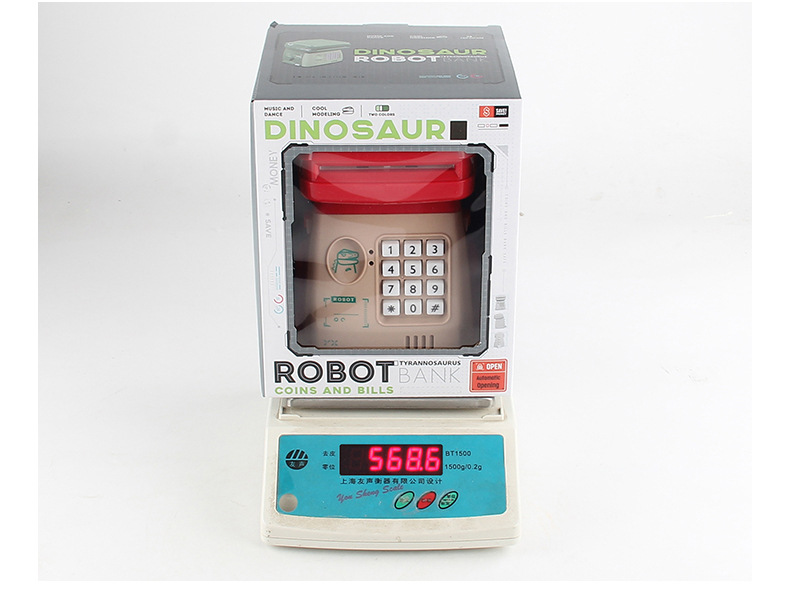 DINOSAUR
ROBOT BANK
MUSIC AND DANCE
COOL MODELING
TWO COLORS
DINOSAUR
MONEY
SAVE
1 2 3
4 5 6
7 8 9
* 0 #
ROBOT
ROBOT TYRANNOSAURUS BANK
COINS AND BILLS
OPEN
Automatic Opening
友声
去皮
零位
568.6
BT1500
1500g/0.2g
上海友声衡器有限公司设计
You Sheng Scale